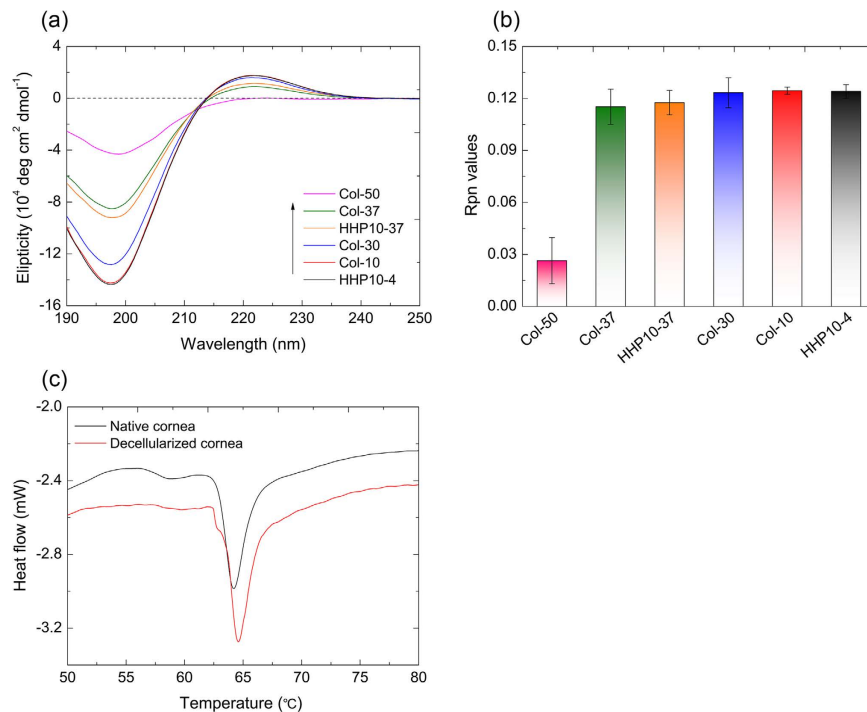 (a)
4
0
-4
-8
-12
-16
190 200 210 220 230 240 250
Elipticity (10⁴ deg cm² dmol⁻¹)
Wavelength (nm)
Col-50
Col-37
HHP10-37
Col-30
Col-10
HHP10-4
(b)
0.15
0.12
0.09
0.06
0.03
0.00
Rpn values
Col-50
Col-37
HHP10-37
Col-30
Col-10
HHP10-4
(c)
-2.0
-2.4
-2.8
-3.2
50 55 60 65 70 75 80
Heat flow (mW)
Temperature (℃)
Native cornea
Decellularized cornea